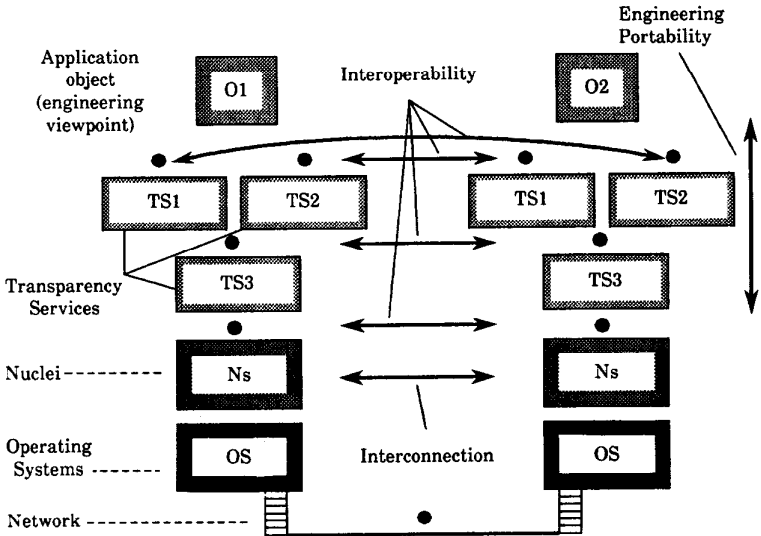 Engineering
Portability
Application
object
(engineering
viewpoint)
O1
Interoperability
O2
TS1
TS2
TS1
TS2
TS3
TS3
Transparency
Services
Nuclei
Ns
Ns
Operating
Systems
OS
Interconnection
OS
Network